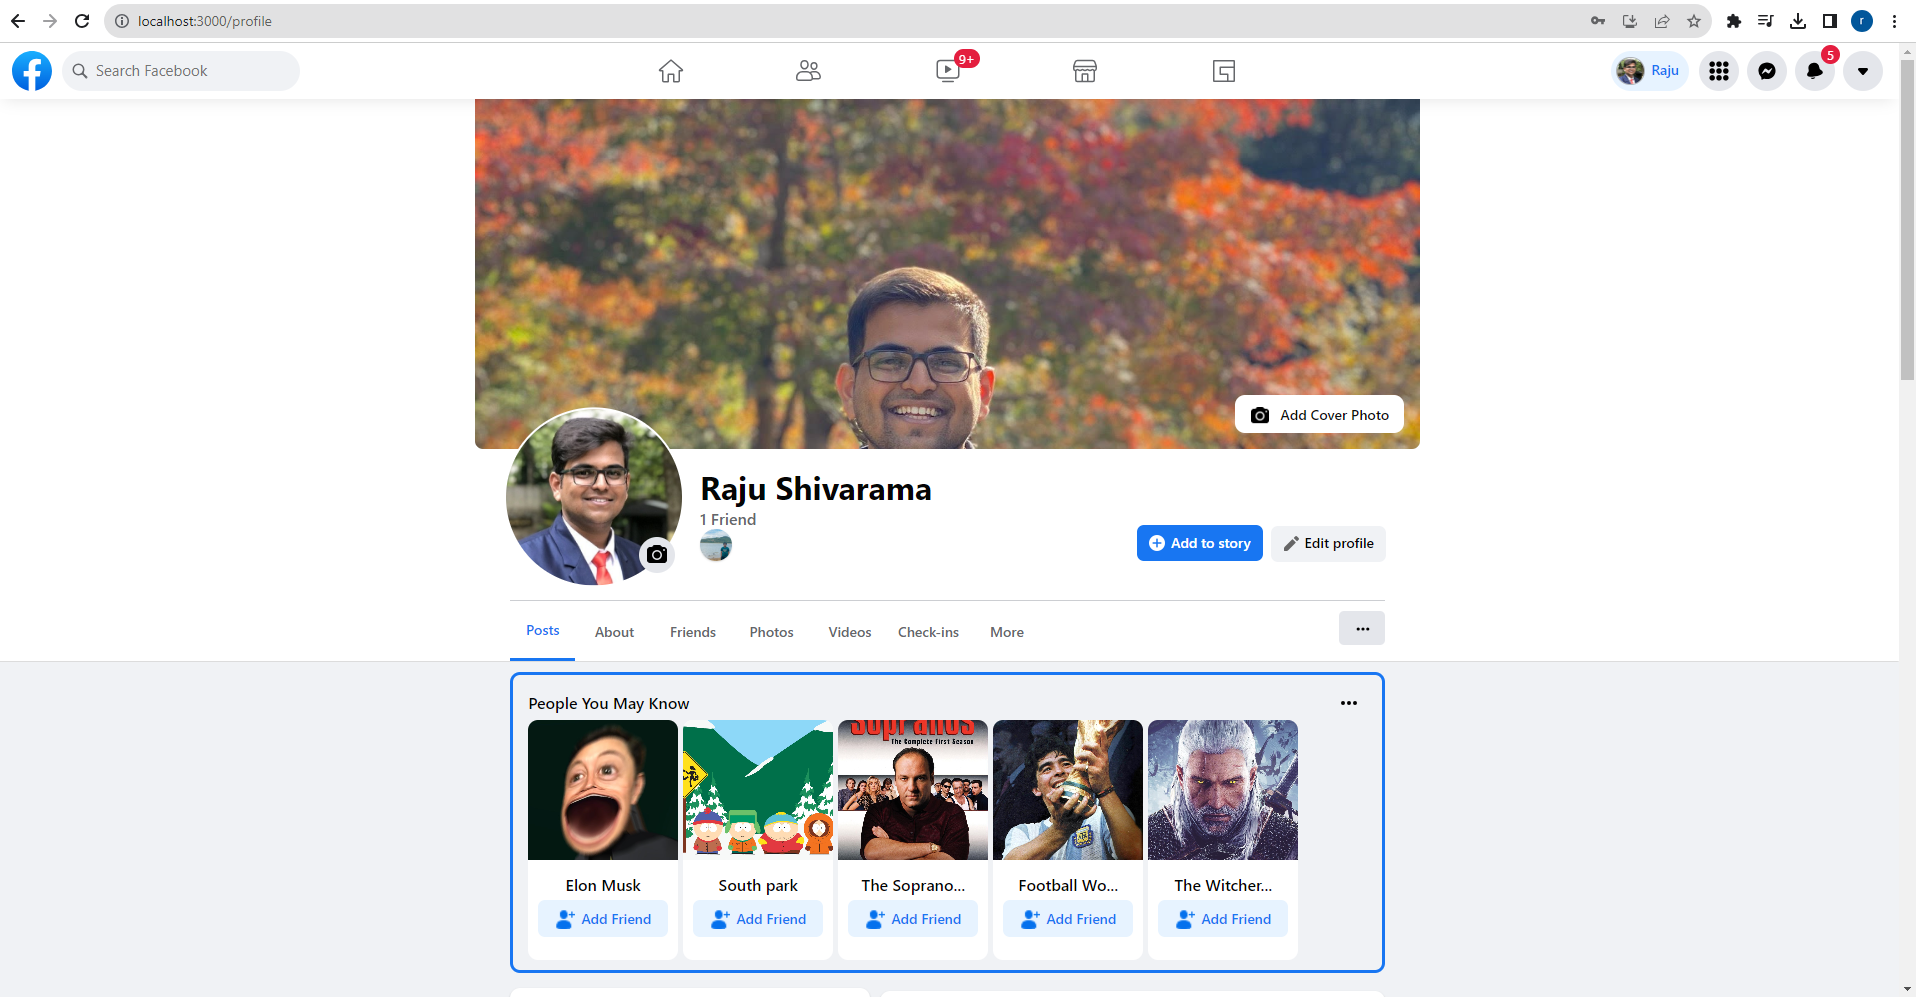 localhost:3000/profile
r
Search Facebook
9+
Raju
5
Add Cover Photo
Raju Shivarama
1 Friend
Add to story
Edit profile
Posts
About
Friends
Photos
Videos
Check-ins
More
People You May Know
Sopranos
The Complete First Season
Elon Musk
South park
The Soprano...
Football Wo...
The Witcher...
Add Friend
Add Friend
Add Friend
Add Friend
Add Friend